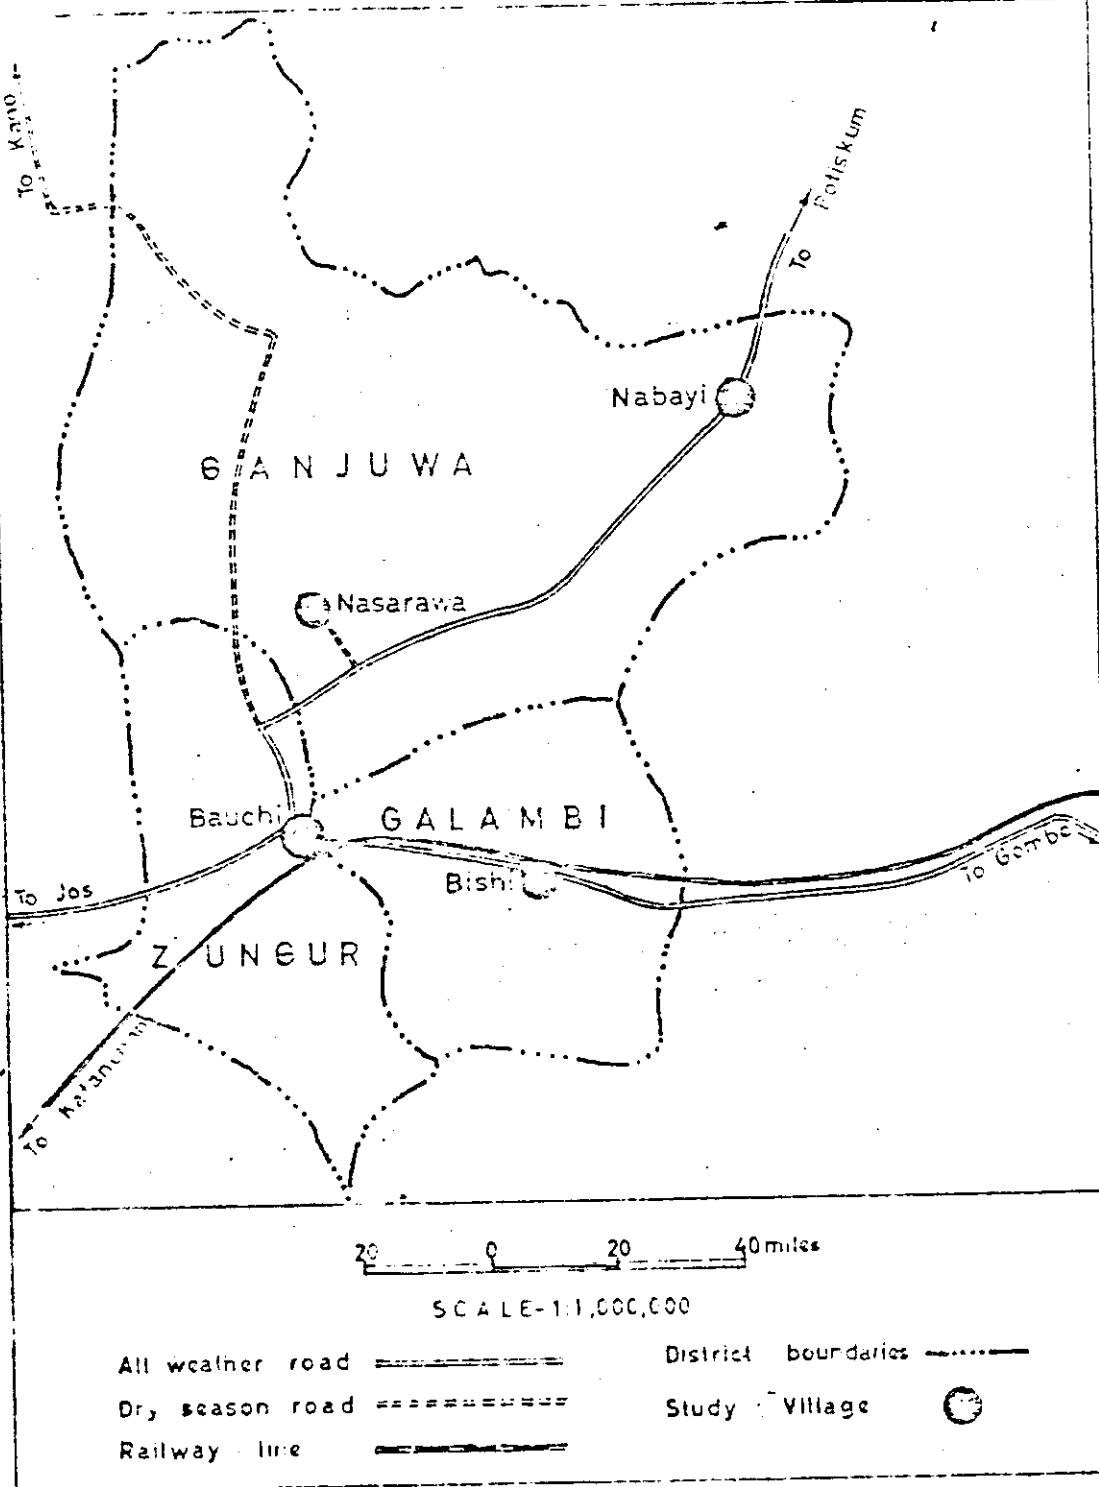 To Kano
To Potiskum
Nabayi
GANJUWA
Nasarawa
Bauchi
GALAMBI
To Gombe
Bishi
To Jos
ZUNGUR
To
20 0 20 40 miles
SCALE-1:1,000,000
All weather road
District boundaries
Dry season road
Study Village
Railway line